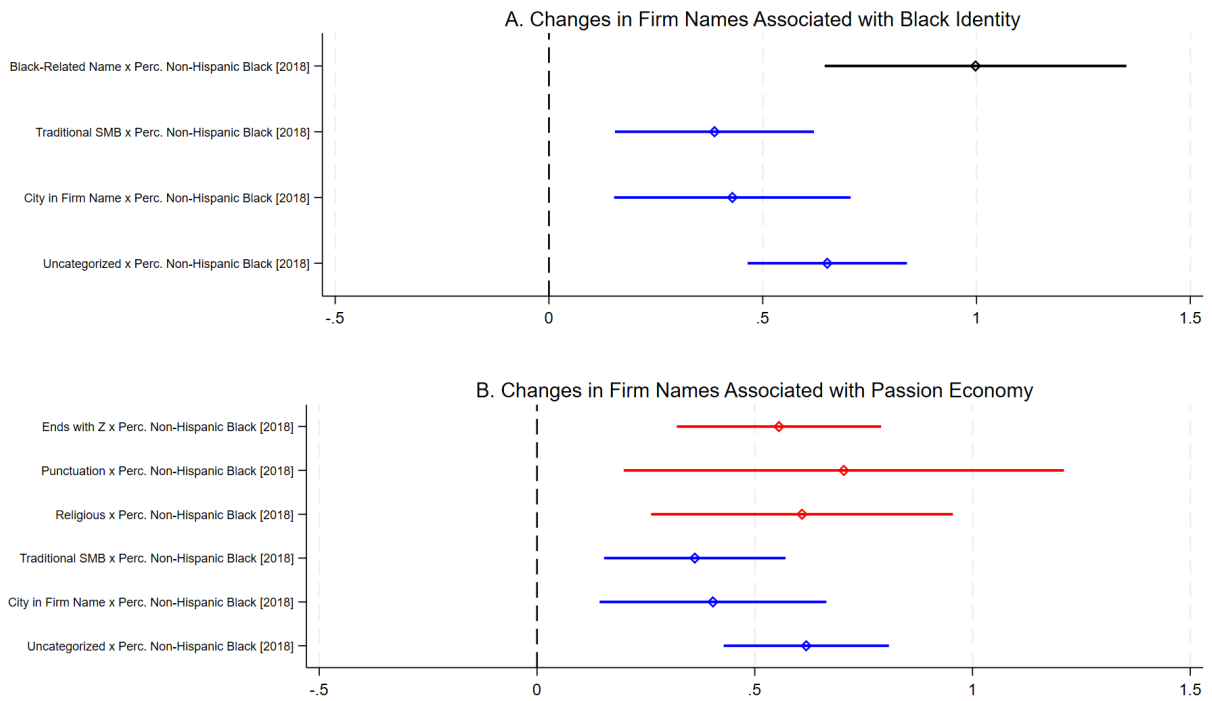 A. Changes in Firm Names Associated with Black Identity
Black-Related Name x Perc. Non-Hispanic Black [2018]
Traditional SMB x Perc. Non-Hispanic Black [2018]
City in Firm Name x Perc. Non-Hispanic Black [2018]
Uncategorized x Perc. Non-Hispanic Black [2018]
-.5 0 .5 1 1.5
B. Changes in Firm Names Associated with Passion Economy
Ends with Z x Perc. Non-Hispanic Black [2018]
Punctuation x Perc. Non-Hispanic Black [2018]
Religious x Perc. Non-Hispanic Black [2018]
Traditional SMB x Perc. Non-Hispanic Black [2018]
City in Firm Name x Perc. Non-Hispanic Black [2018]
Uncategorized x Perc. Non-Hispanic Black [2018]
-.5 0 .5 1 1.5